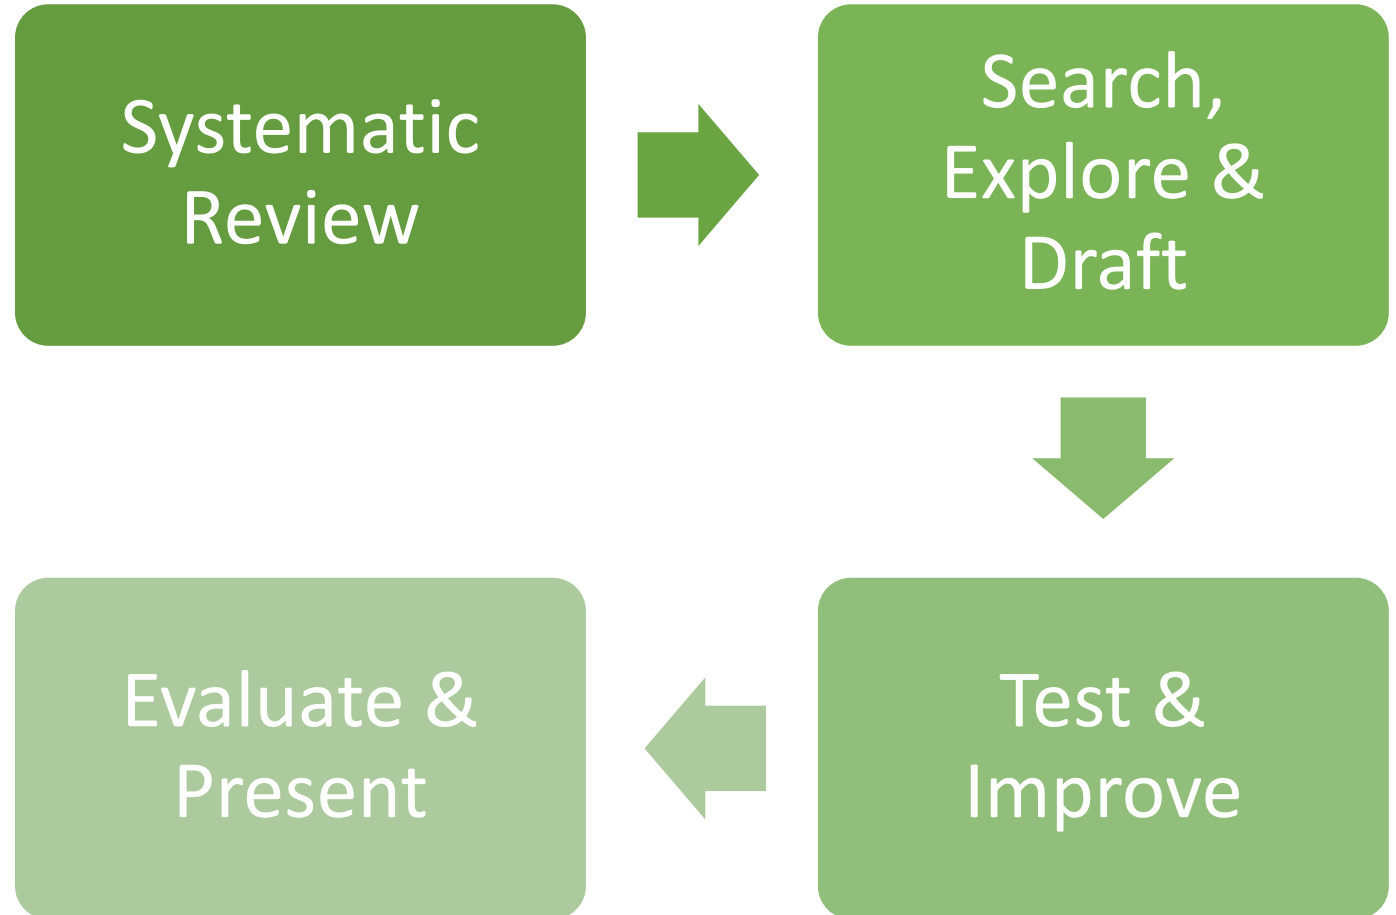 Systematic
Review
Search,
Explore &
Draft
Test &
Improve
Evaluate &
Present